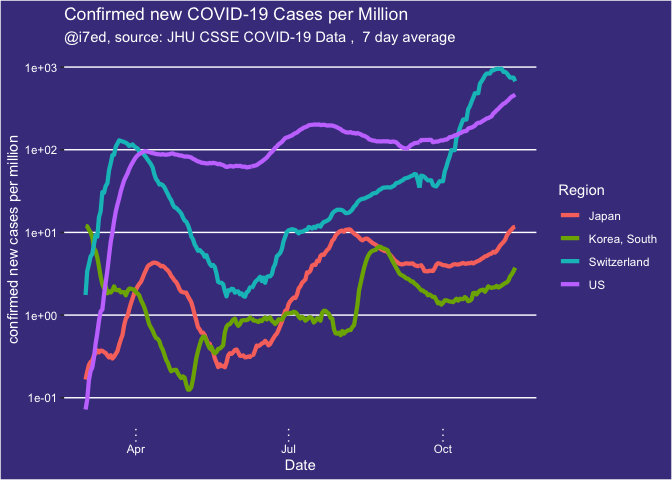 Confirmed new COVID-19 Cases per Million
@i7ed, source: JHU CSSE COVID-19 Data ,  7 day average
confirmed new cases per million
1e+03
1e+02
1e+01
1e+00
1e-01
Apr
Jul
Oct
Date
Region
Japan
Korea, South
Switzerland
US